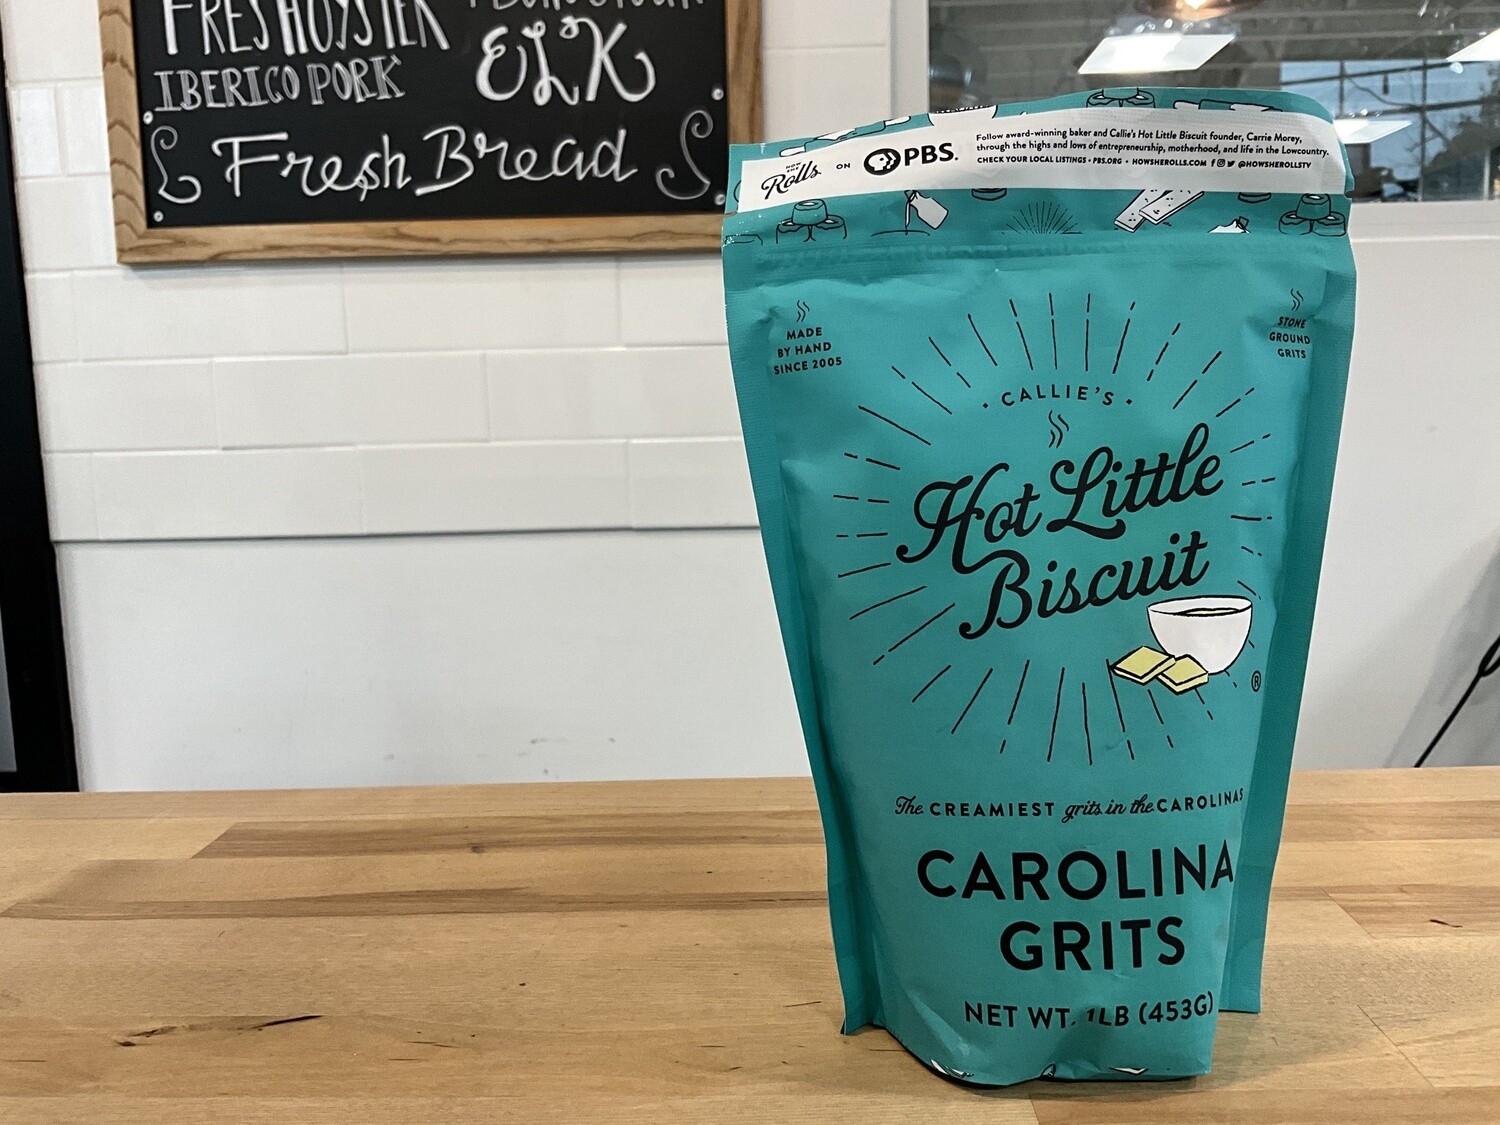 FRESH OYSTER
IBERICO PORK
ELK
Fresh Bread
HOW SHE Rolls ON PBS.
Follow award-winning baker and Callie's Hot Little Biscuit founder, Carrie Morey,
through the highs and lows of entrepreneurship, motherhood, and life in the Lowcountry.
CHECK YOUR LOCAL LISTINGS • PBS.ORG • HOWSHEROLLS.COM @HOWSHEROLLSTV
MADE
BY HAND
SINCE 2005
STONE
GROUND
GRITS
• CALLIE'S •
Hot Little
Biscuit
®
The CREAMIEST grits in the CAROLINAS
CAROLINA
GRITS
NET WT. 1LB (453G)